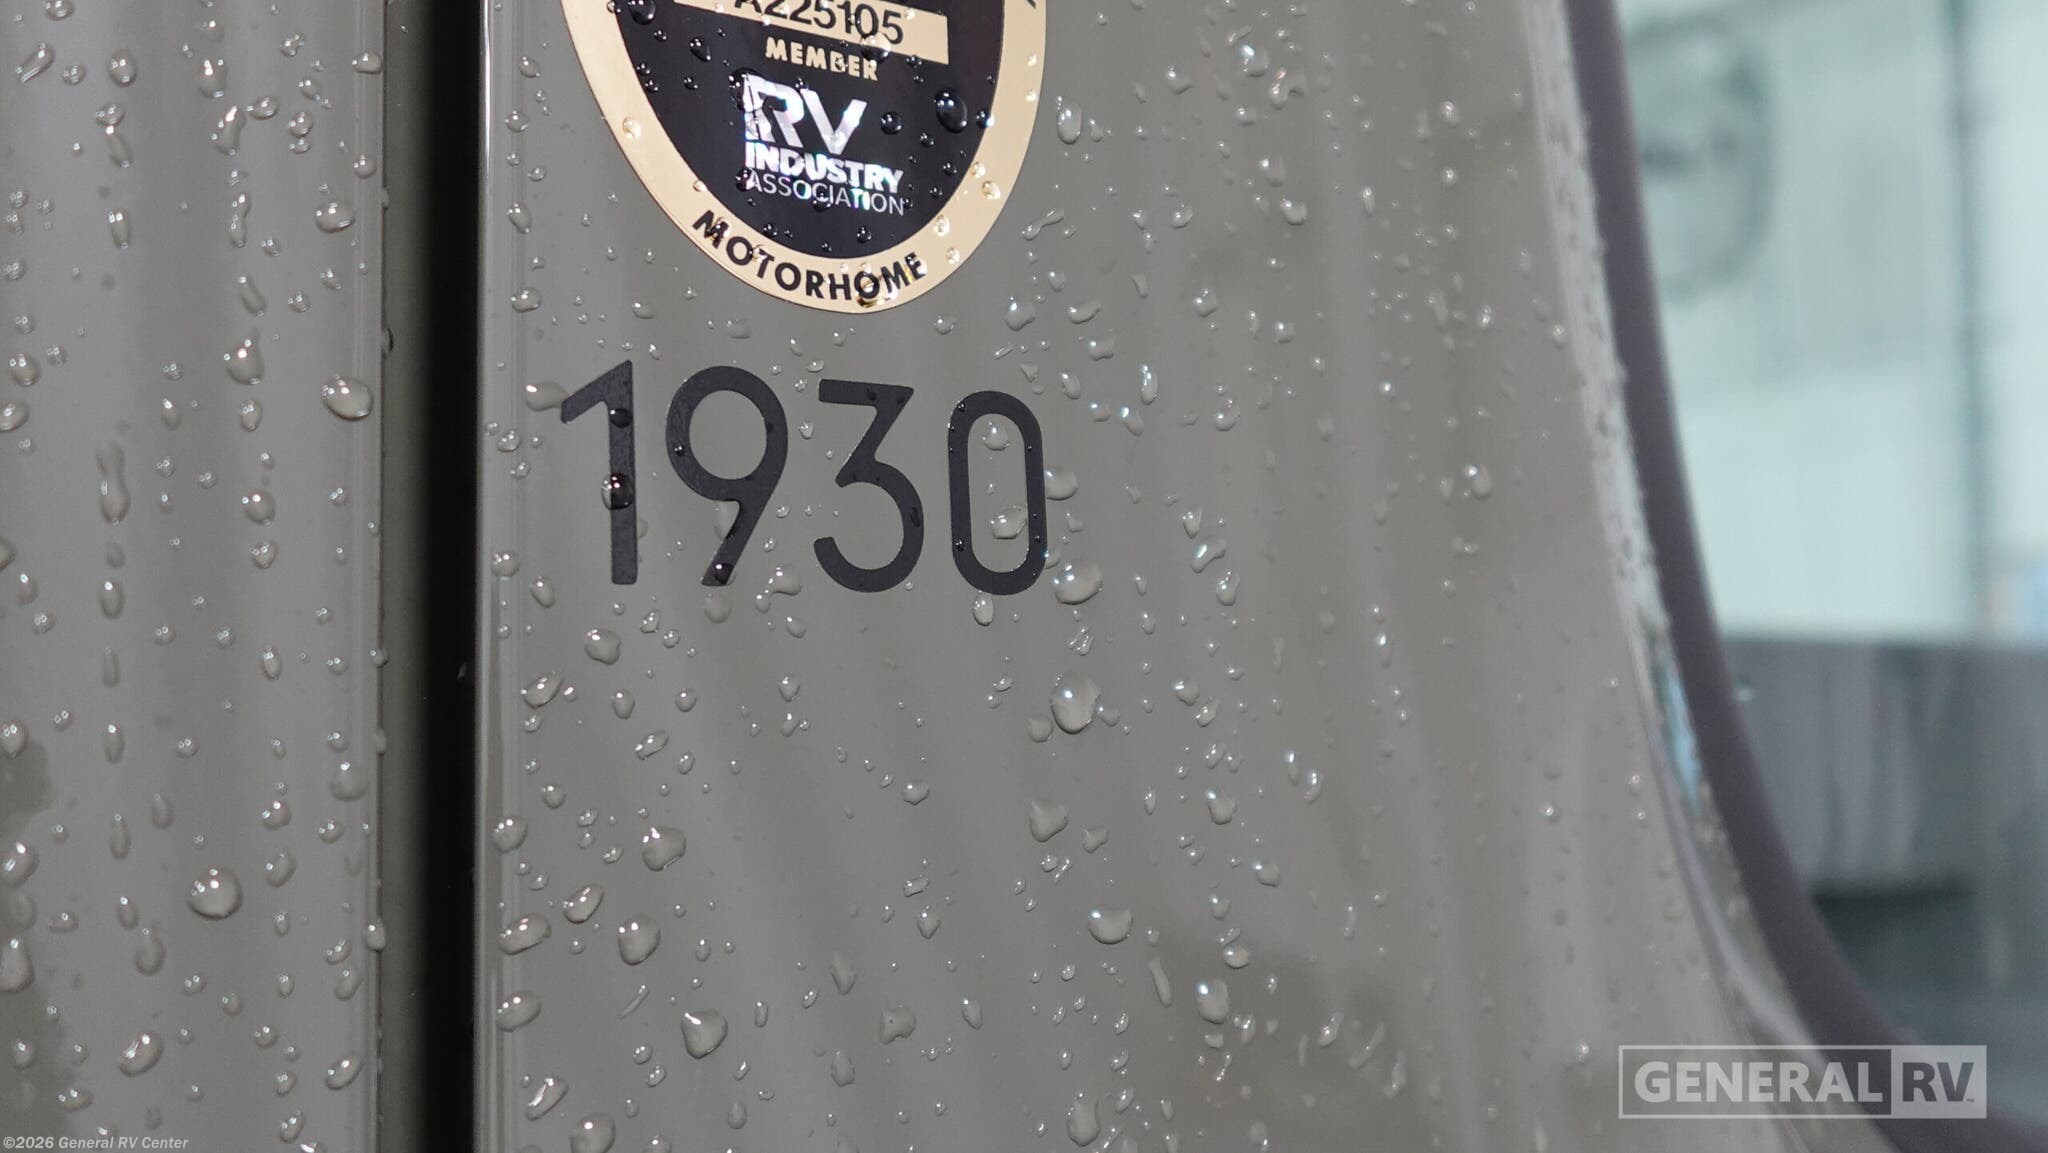 A225105
MEMBER
RV
INDUSTRY
ASSOCIATION
MOTORHOME
1930
GENERAL RV
©2026 General RV Center